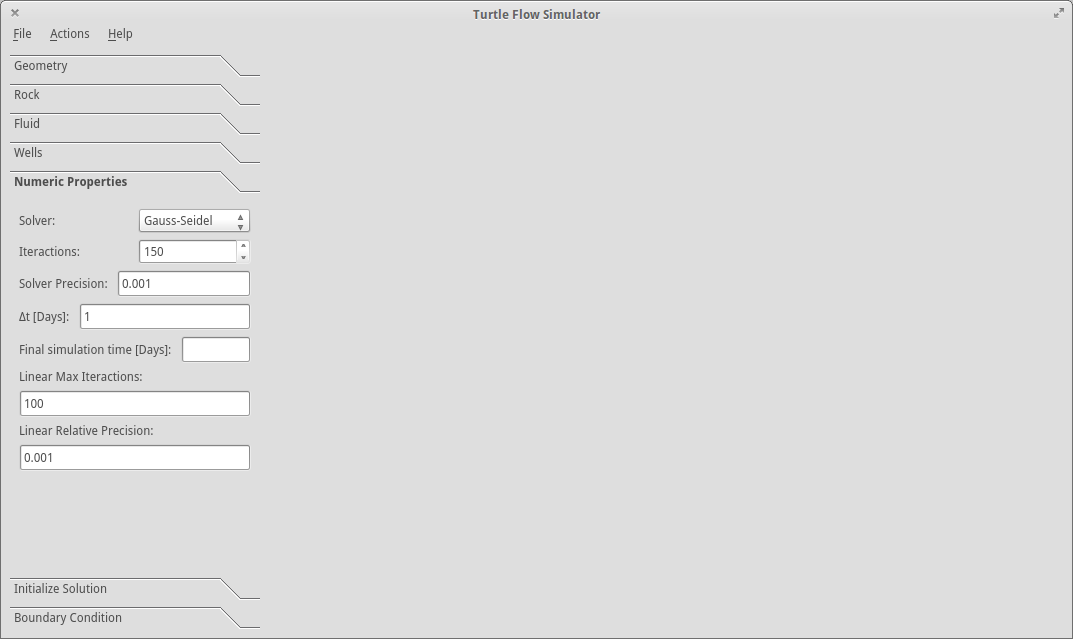 Turtle Flow Simulator
File Actions Help
Geometry
Rock
Fluid
Wells
Numeric Properties
Solver: Gauss-Seidel
Iteractions: 150
Solver Precision: 0.001
Δt [Days]: 1
Final simulation time [Days]:
Linear Max Iteractions:
100
Linear Relative Precision:
0.001
Initialize Solution
Boundary Condition